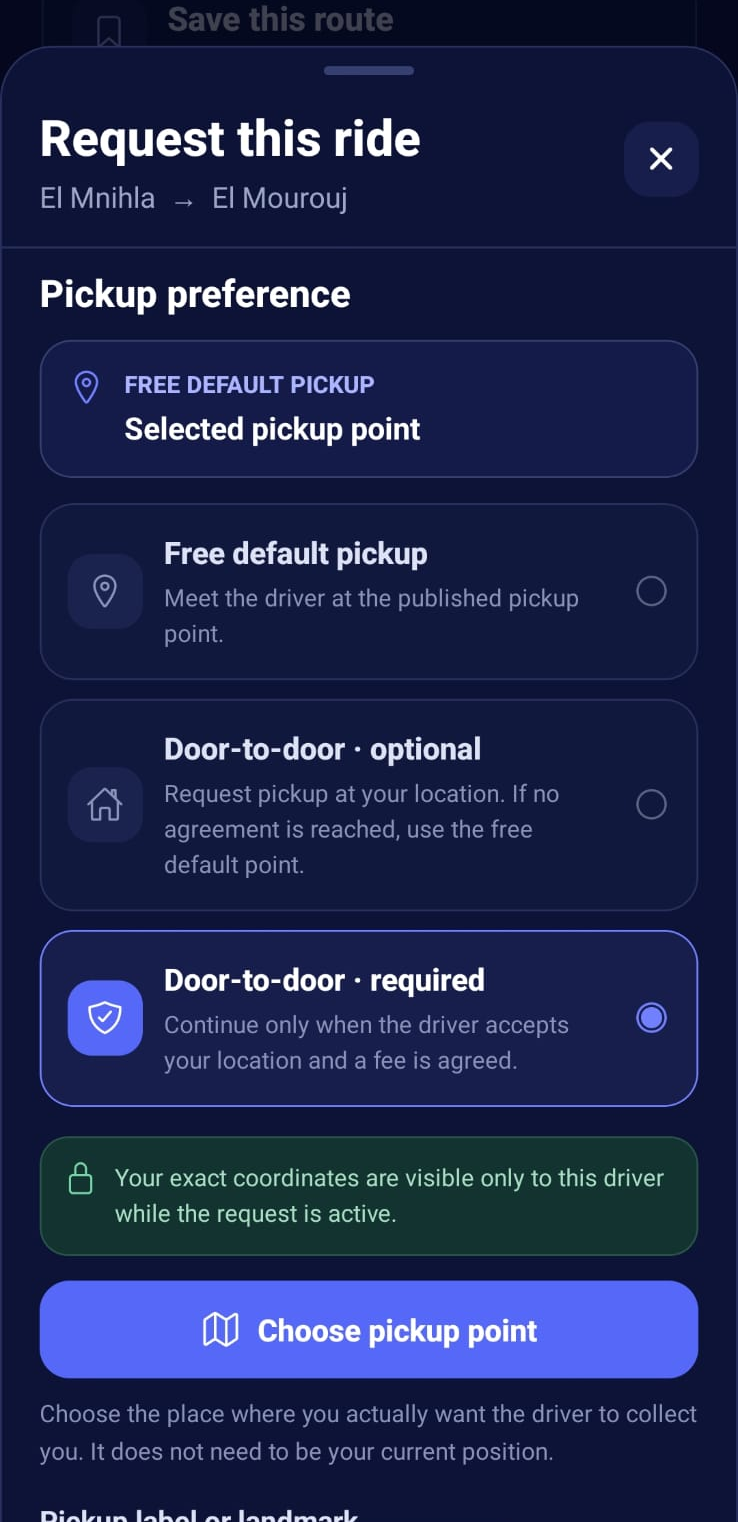 Save this route
Request this ride
El Mnihla → El Mourouj
Pickup preference
FREE DEFAULT PICKUP
Selected pickup point
Free default pickup
Meet the driver at the published pickup
point.
Door-to-door · optional
Request pickup at your location. If no
agreement is reached, use the free
default point.
Door-to-door · required
Continue only when the driver accepts
your location and a fee is agreed.
Your exact coordinates are visible only to this driver
while the request is active.
Choose pickup point
Choose the place where you actually want the driver to collect
you. It does not need to be your current position.
Pickup label or landmark